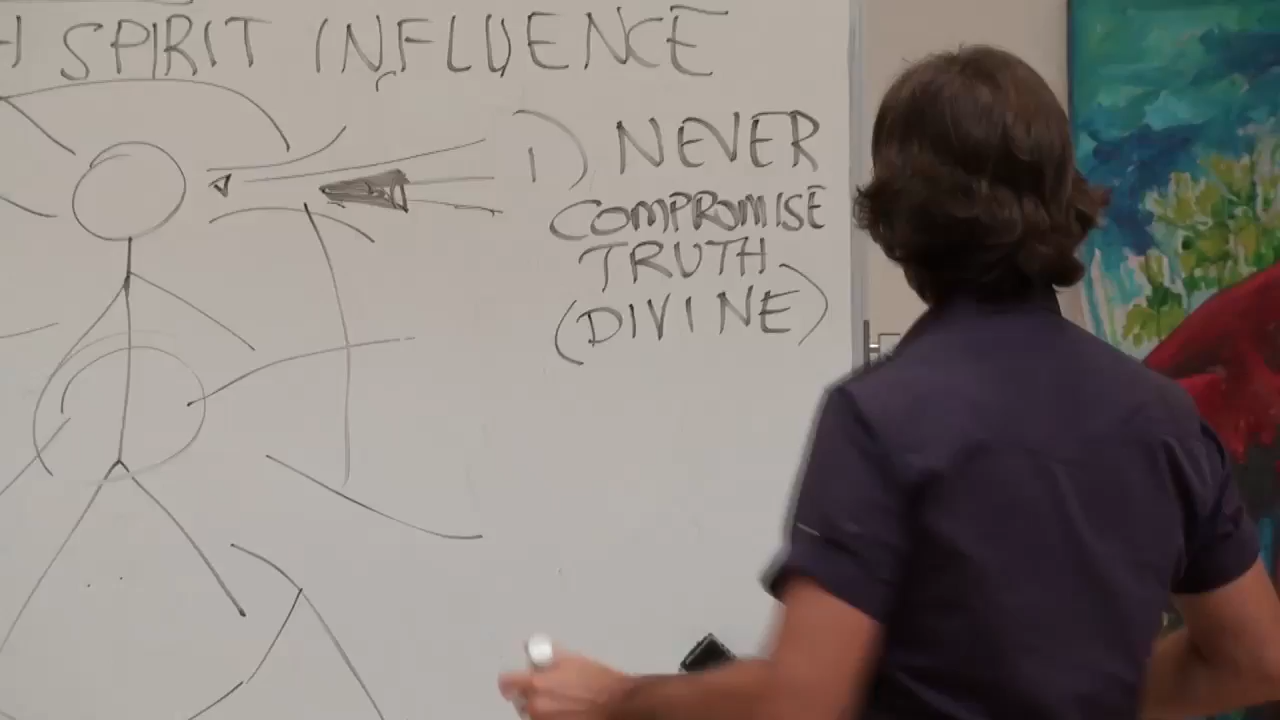 H SPIRIT INFLUENCE
1) NEVER
COMPROMISE
TRUTH
(DIVINE)